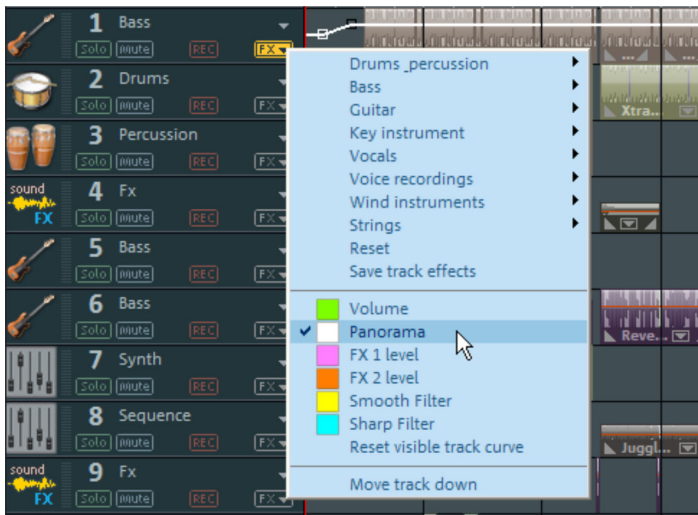 1 Bass
Solo mute REC FX
2 Drums
Solo mute REC FX
3 Percussion
Solo mute REC FX
sound FX
4 Fx
Solo mute REC FX
5 Bass
Solo mute REC FX
6 Bass
Solo mute REC FX
7 Synth
Solo mute REC FX
8 Sequence
Solo mute REC FX
sound FX
9 Fx
Solo mute REC FX
Drums _percussion
Bass
Guitar
Key instrument
Vocals
Voice recordings
Wind instruments
Strings
Reset
Save track effects
Volume
Panorama
FX 1 level
FX 2 level
Smooth Filter
Sharp Filter
Reset visible track curve
Move track down
...
...
Xtra...
Reve...
Juggl...